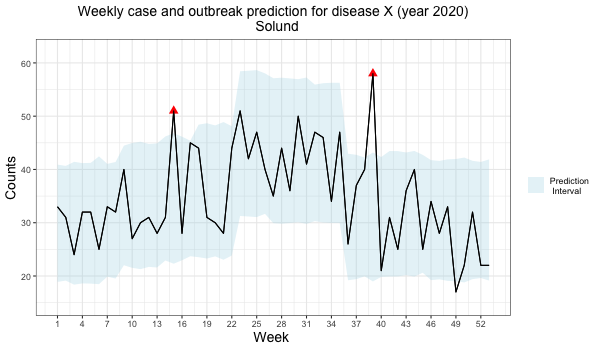 Weekly case and outbreak prediction for disease X (year 2020)
Solund
60
50
40
30
20
Counts
1 4 7 10 13 16 19 22 25 28 31 34 37 40 43 46 49 52
Week
Prediction
Interval